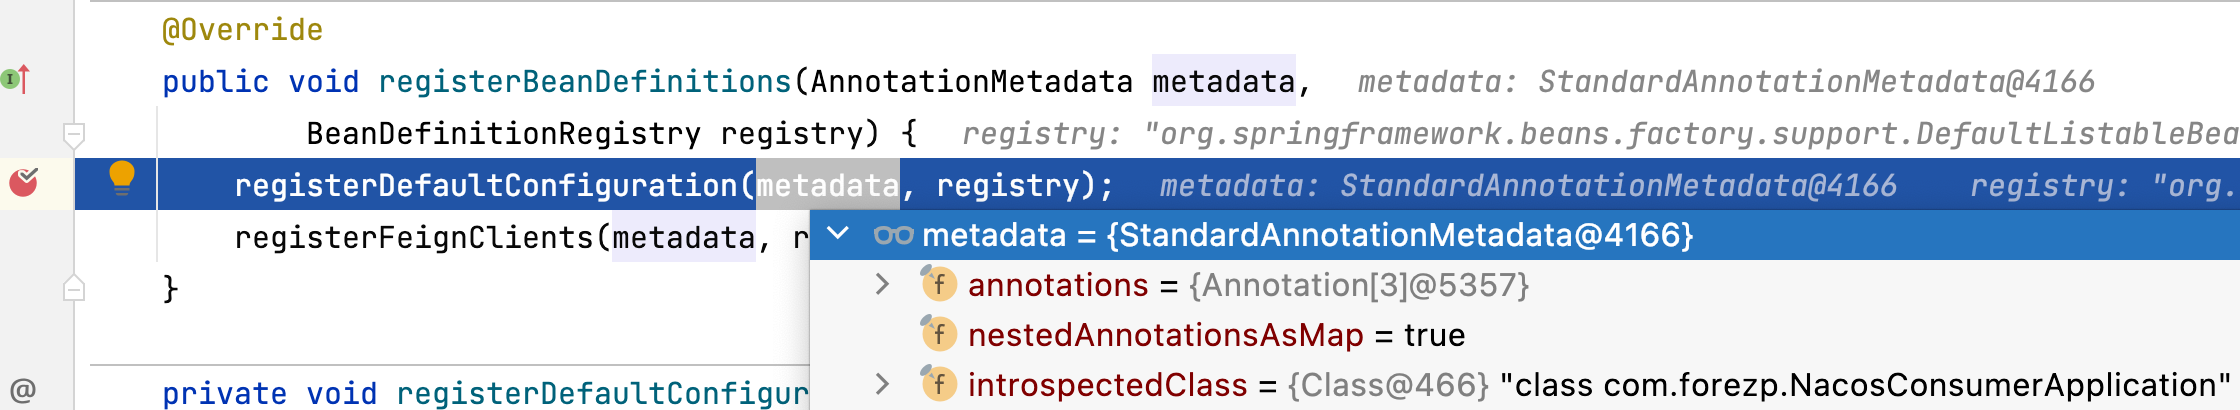 @Override
public void registerBeanDefinitions(AnnotationMetadata metadata, metadata: StandardAnnotationMetadata@4166
BeanDefinitionRegistry registry) { registry: "org.springframework.beans.factory.support.DefaultListableBea
registerDefaultConfiguration(metadata, registry); metadata: StandardAnnotationMetadata@4166 registry: "org.
registerFeignClients(metadata, r
metadata = {StandardAnnotationMetadata@4166}
annotations = {Annotation[3]@5357}
}
nestedAnnotationsAsMap = true
private void registerDefaultConfigur
introspectedClass = {Class@466} "class com.forezp.NacosConsumerApplication"